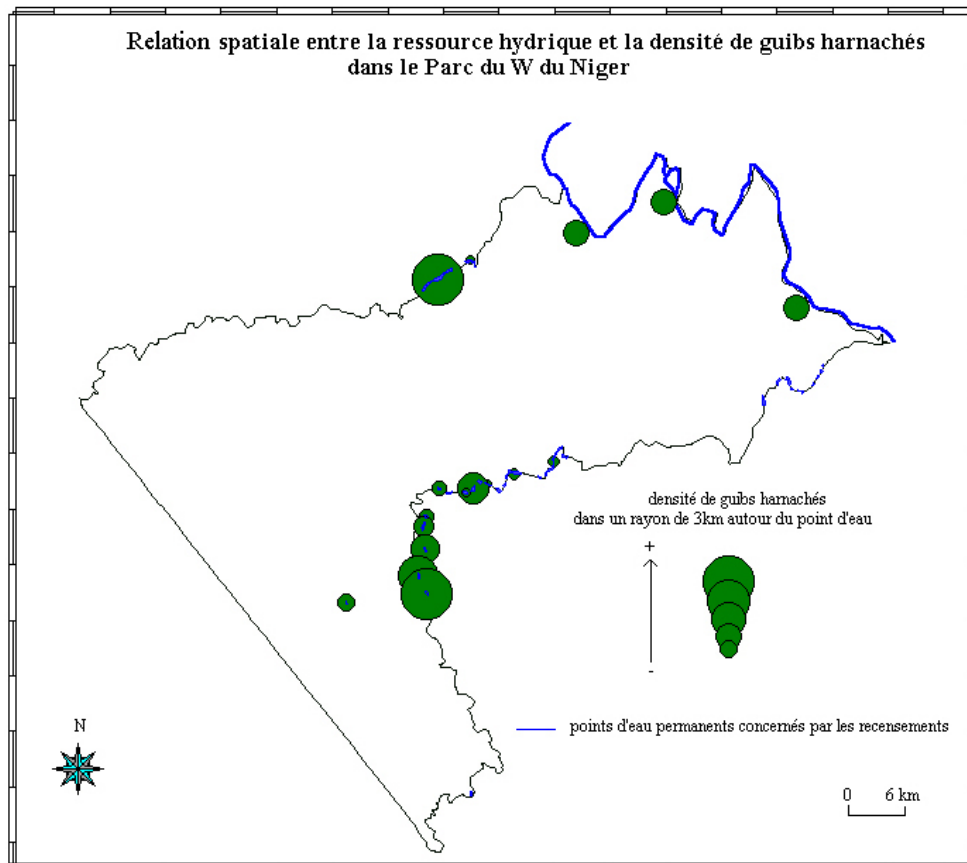 Relation spatiale entre la ressource hydrique et la densité de guibs harnachés
dans le Parc du W du Niger
densité de guibs harnachés
dans un rayon de 3km autour du point d'eau
+
-
points d'eau permanents concernés par les recensements
N
0 6 km